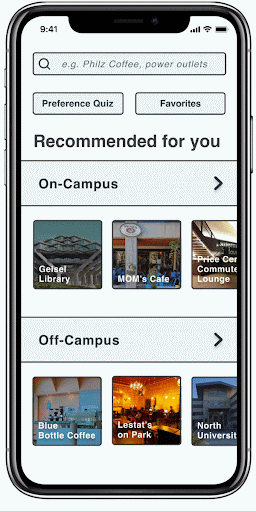 9:41
e.g. Philz Coffee, power outlets
Preference Quiz
Favorites
Recommended for you
On-Campus
Geisel
Library
MOM's Cafe
Price Cen
Commute
Lounge
Off-Campus
Blue
Bottle Coffee
Lestat's
on Park
North
Universit